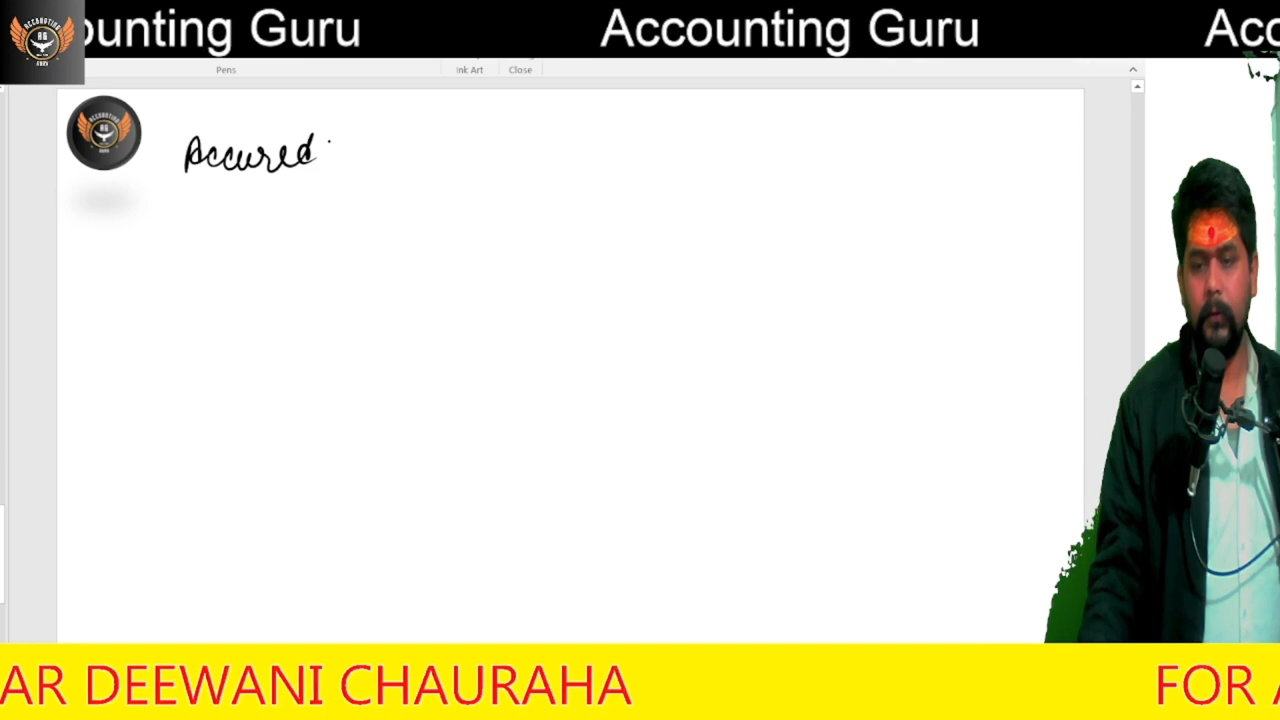 ounting Guru Accounting Guru Acc
Pens Ink Art Close
Accured
AR DEEWANI CHAURAHA FOR A